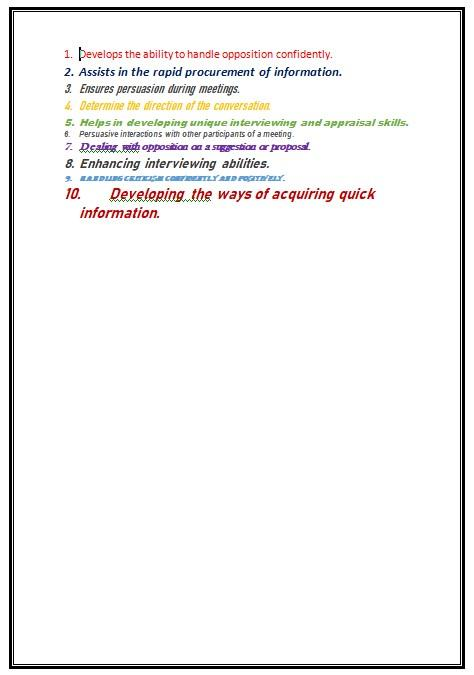 1. Develops the ability to handle opposition confidently.
2. Assists in the rapid procurement of information.
3. Ensures persuasion during meetings.
4. Determine the direction of the conversation.
5. Helps in developing unique interviewing and appraisal skills.
6. Persuasive interactions with other participants of a meeting.
7. Dealing with opposition on a suggestion or proposal.
8. Enhancing interviewing abilities.
9. HANDLING CRITICISM CONFIDENTLY AND POSITIVELY.
10. Developing the ways of acquiring quick
information.